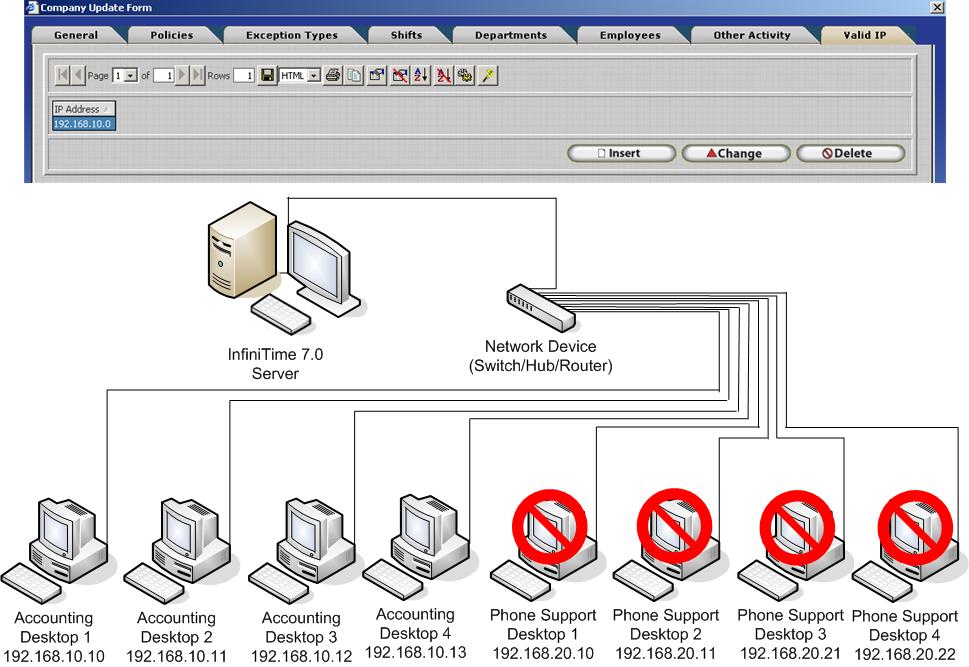 Company Update Form
General Policies Exception Types Shifts Departments Employees Other Activity Valid IP
Page 1 of 1 Rows 1 HTML
IP Address
192.168.10.0
Insert Change Delete
InfiniTime 7.0
Server
Network Device
(Switch/Hub/Router)
Accounting
Desktop 1
192.168.10.10
Accounting
Desktop 2
192.168.10.11
Accounting
Desktop 3
192.168.10.12
Accounting
Desktop 4
192.168.10.13
Phone Support
Desktop 1
192.168.20.10
Phone Support
Desktop 2
192.168.20.11
Phone Support
Desktop 3
192.168.20.21
Phone Support
Desktop 4
192.168.20.22